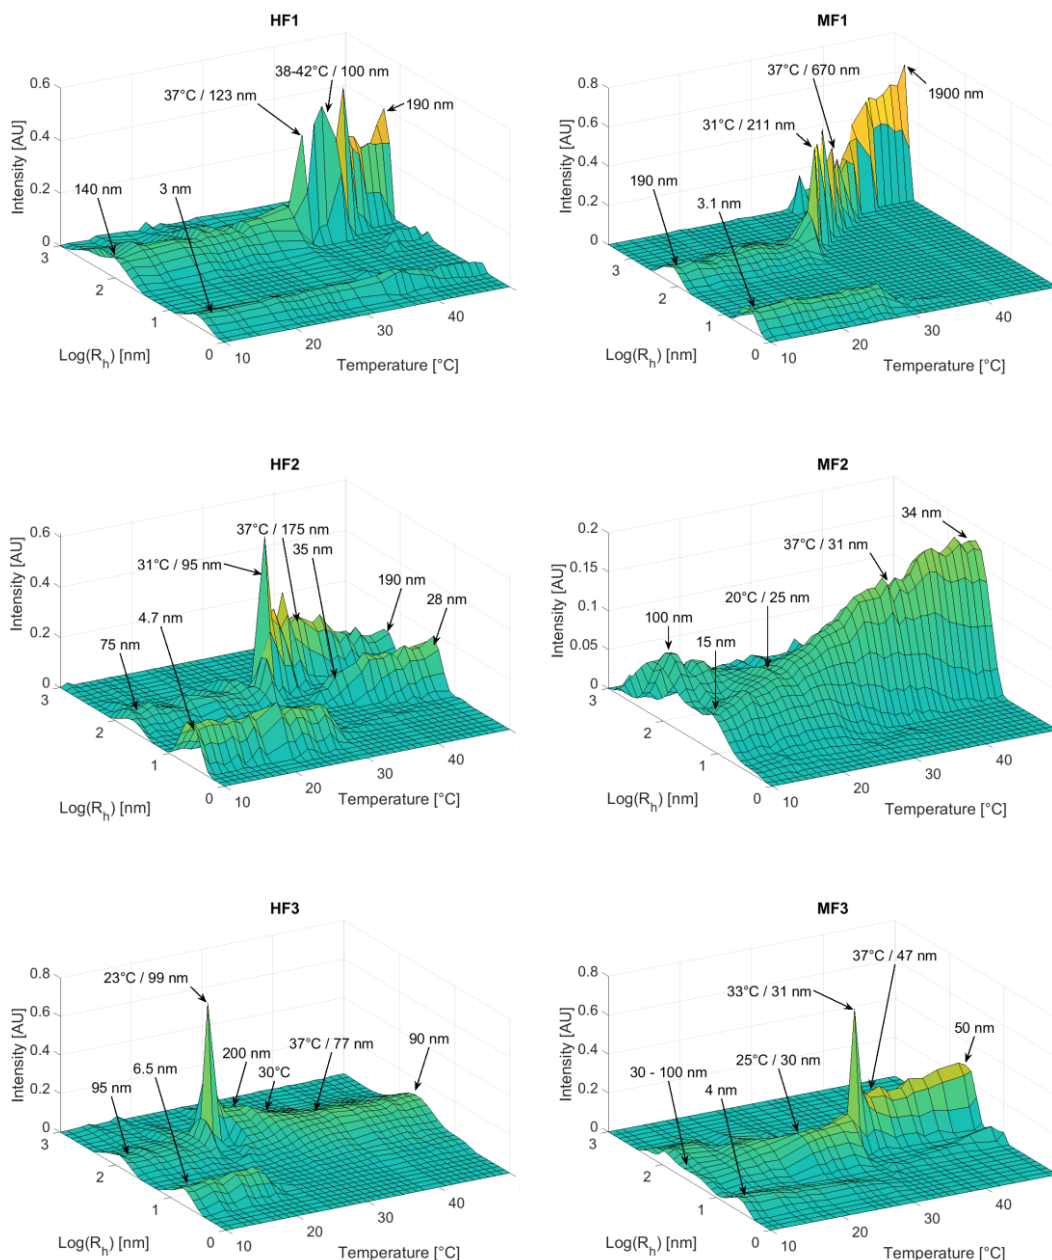 HF1
0.6
0.4
0.2
0
Intensity [AU]
37°C / 123 nm
38-42°C / 100 nm
190 nm
140 nm
3 nm
3
2
1
0
Log(Rₕ) [nm]
10
20
30
40
Temperature [°C]
MF1
0.8
0.6
0.4
0.2
0
Intensity [AU]
37°C / 670 nm
1900 nm
31°C / 211 nm
190 nm
3.1 nm
3
2
1
0
Log(Rₕ) [nm]
10
20
30
40
Temperature [°C]
HF2
0.6
0.4
0.2
0
Intensity [AU]
37°C / 175 nm
35 nm
31°C / 95 nm
190 nm
28 nm
4.7 nm
75 nm
3
2
1
0
Log(Rₕ) [nm]
10
20
30
40
Temperature [°C]
MF2
0.2
0.15
0.1
0.05
0
Intensity [AU]
34 nm
37°C / 31 nm
20°C / 25 nm
100 nm
15 nm
3
2
1
0
Log(Rₕ) [nm]
10
20
30
40
Temperature [°C]
HF3
0.8
0.6
0.4
0.2
0
Intensity [AU]
23°C / 99 nm
200 nm
37°C / 77 nm
90 nm
30°C
6.5 nm
95 nm
3
2
1
0
Log(Rₕ) [nm]
10
20
30
40
Temperature [°C]
MF3
0.8
0.6
0.4
0.2
0
Intensity [AU]
37°C / 47 nm
33°C / 31 nm
50 nm
25°C / 30 nm
30 - 100 nm
4 nm
3
2
1
0
Log(Rₕ) [nm]
10
20
30
40
Temperature [°C]